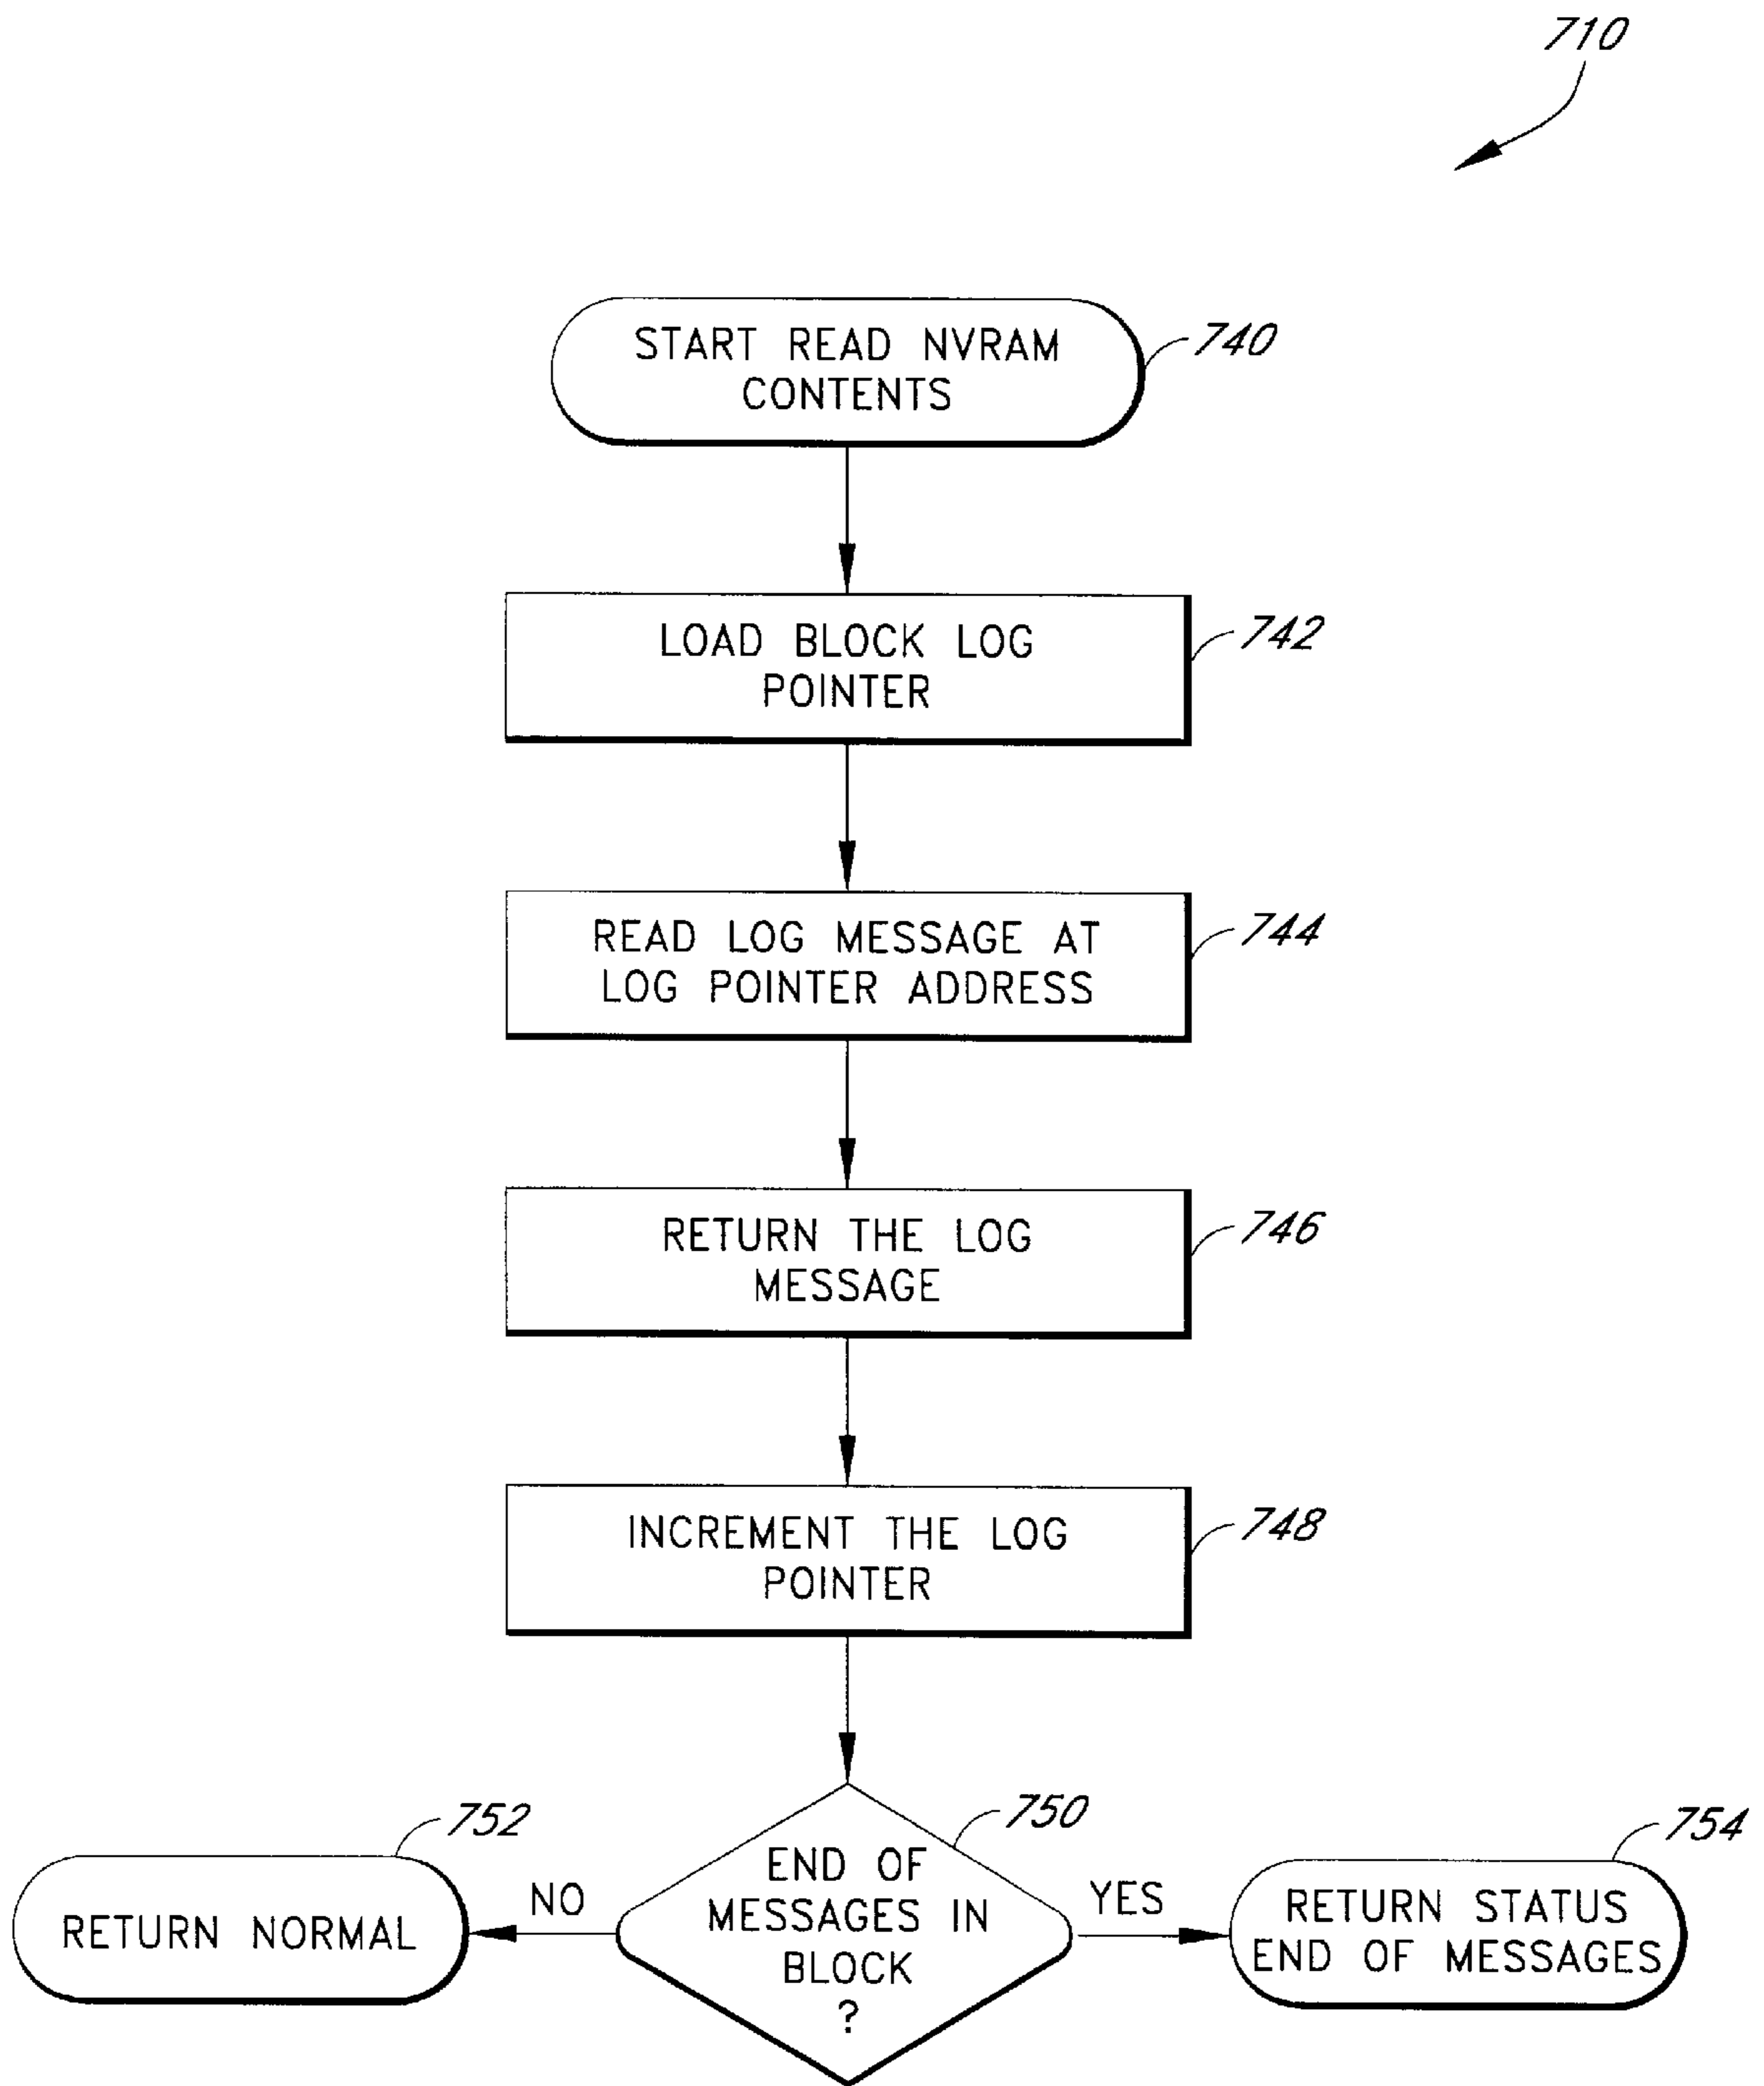 710
START READ NVRAM
CONTENTS
740
LOAD BLOCK LOG
POINTER
742
READ LOG MESSAGE AT
LOG POINTER ADDRESS
744
RETURN THE LOG
MESSAGE
746
INCREMENT THE LOG
POINTER
748
752
RETURN NORMAL
NO
750
END OF
MESSAGES IN
BLOCK
?
YES
754
RETURN STATUS
END OF MESSAGES